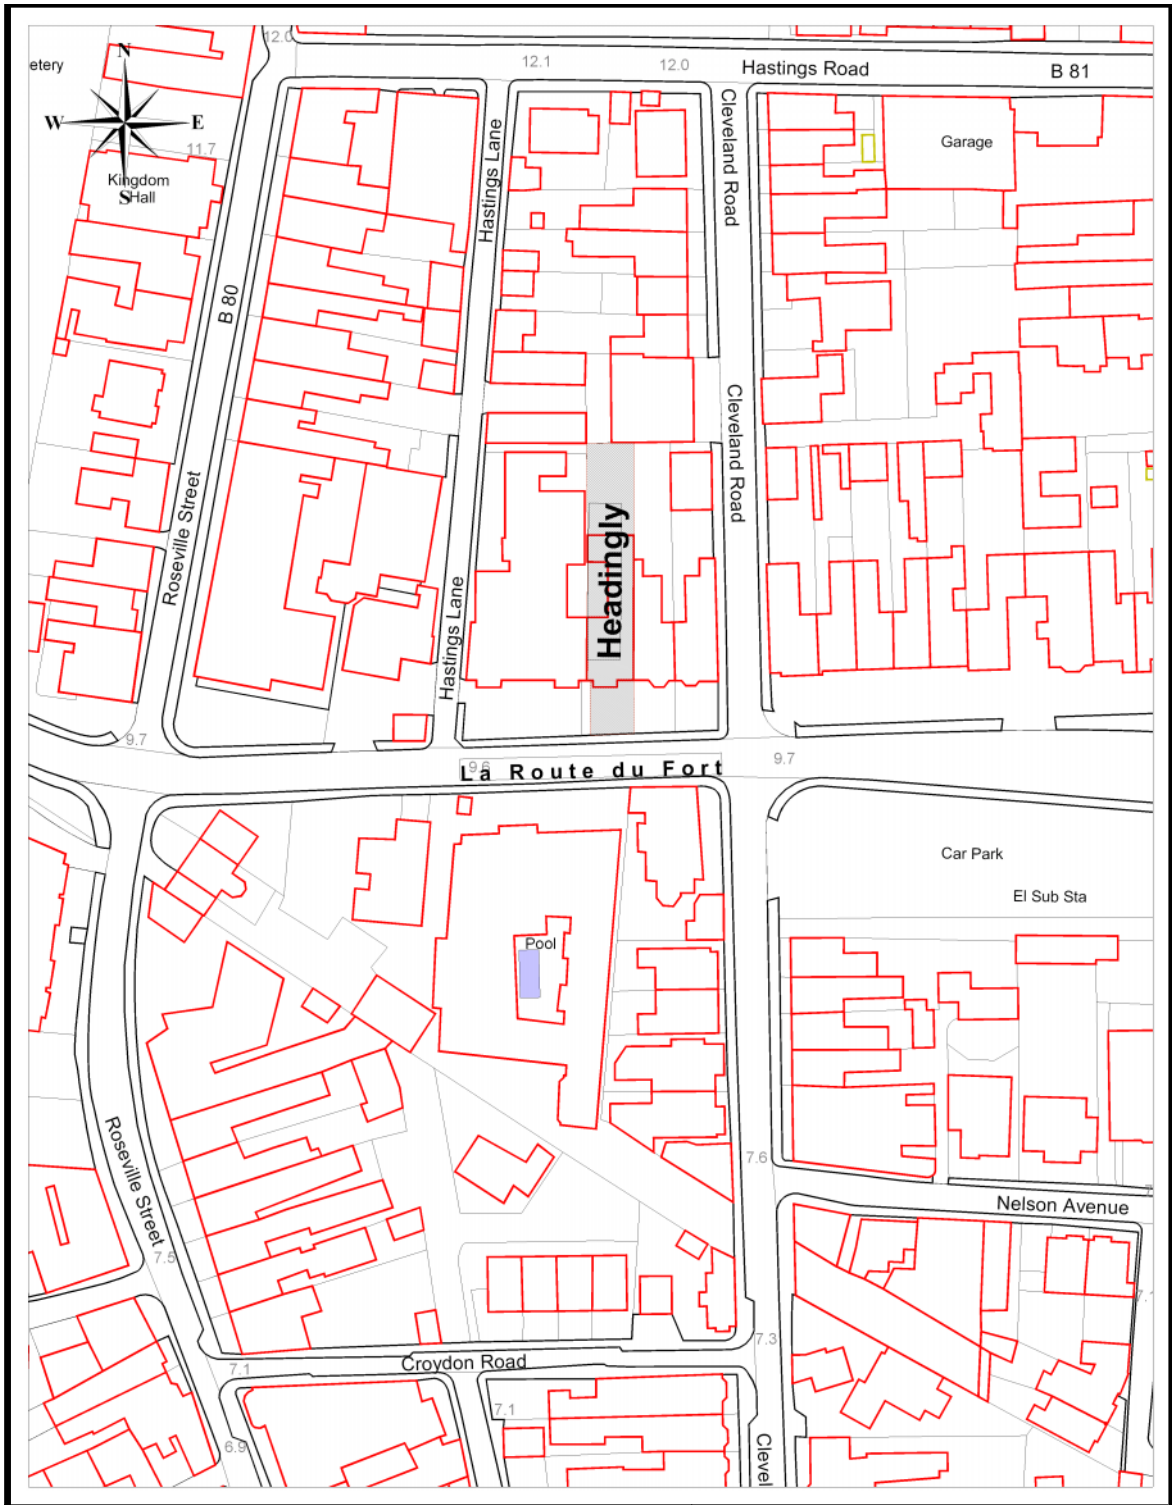 12.0
N
etery
12.1
12.0
Hastings Road
B 81
W
E
11.7
Kingdom
Hall
S
Hastings Lane
Cleveland Road
Garage
B 80
Cleveland Road
Roseville Street
Headingly
Hastings Lane
9.7
9.6
La Route du Fort
9.7
Car Park
El Sub Sta
Pool
Roseville Street
7.6
Nelson Avenue
7.5
7.3
7.1
Croydon Road
7.1
6.9
Clevel